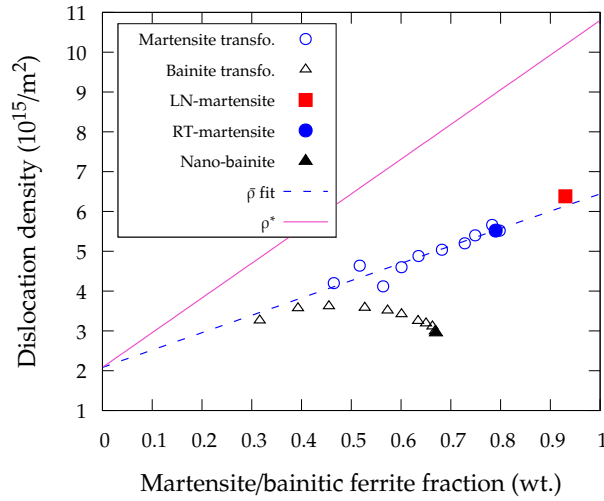 Dislocation density (10¹⁵/m²)
11
10
9
8
7
6
5
4
3
2
1
Martensite transfo.
Bainite transfo.
LN-martensite
RT-martensite
Nano-bainite
ρ̄ fit
ρ*
0 0.1 0.2 0.3 0.4 0.5 0.6 0.7 0.8 0.9 1
Martensite/bainitic ferrite fraction (wt.)